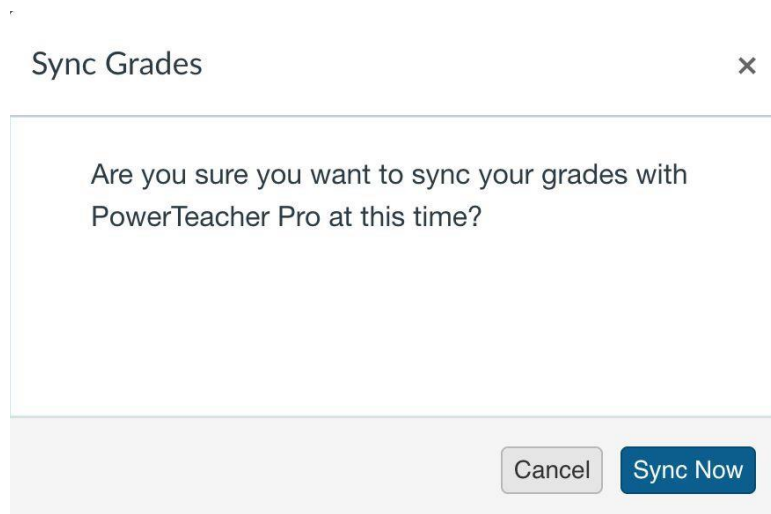 Sync Grades
Are you sure you want to sync your grades with
PowerTeacher Pro at this time?
Cancel Sync Now